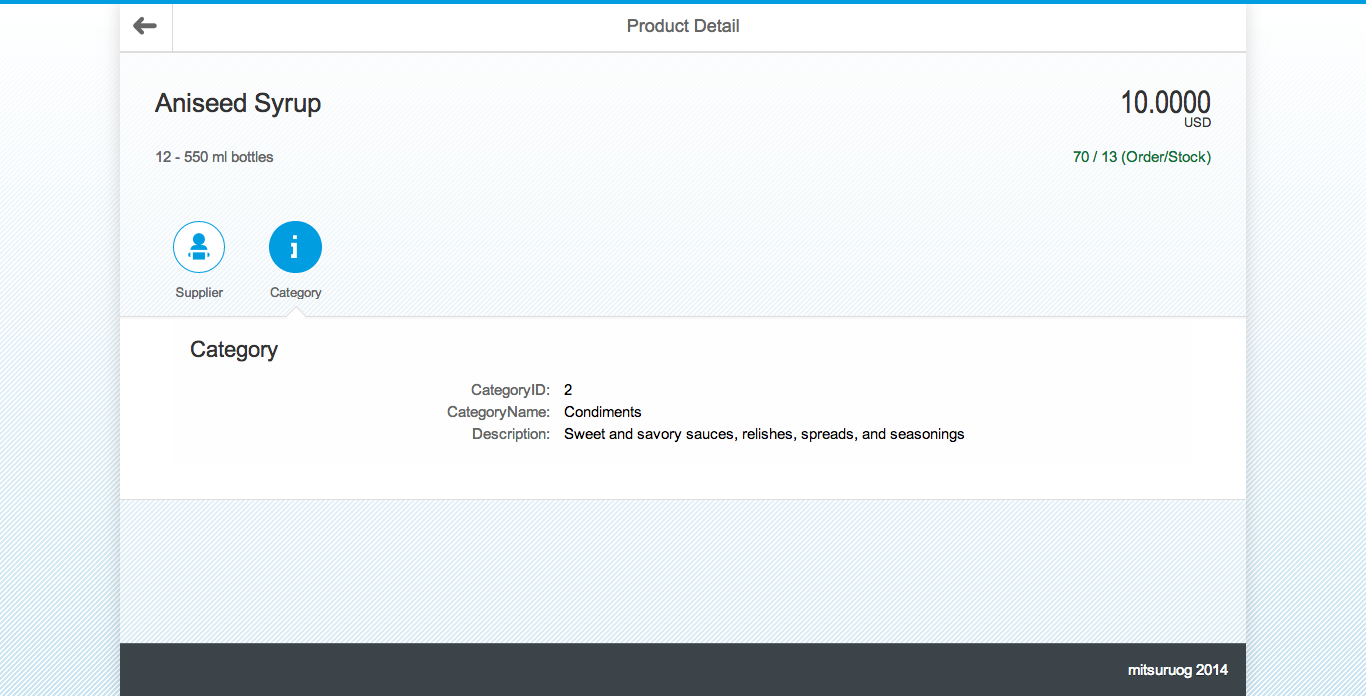 Product Detail
Aniseed Syrup
10.0000
USD
12 - 550 ml bottles
70 / 13 (Order/Stock)
Supplier
Category
Category
CategoryID: 2
CategoryName: Condiments
Description: Sweet and savory sauces, relishes, spreads, and seasonings
mitsuruog 2014